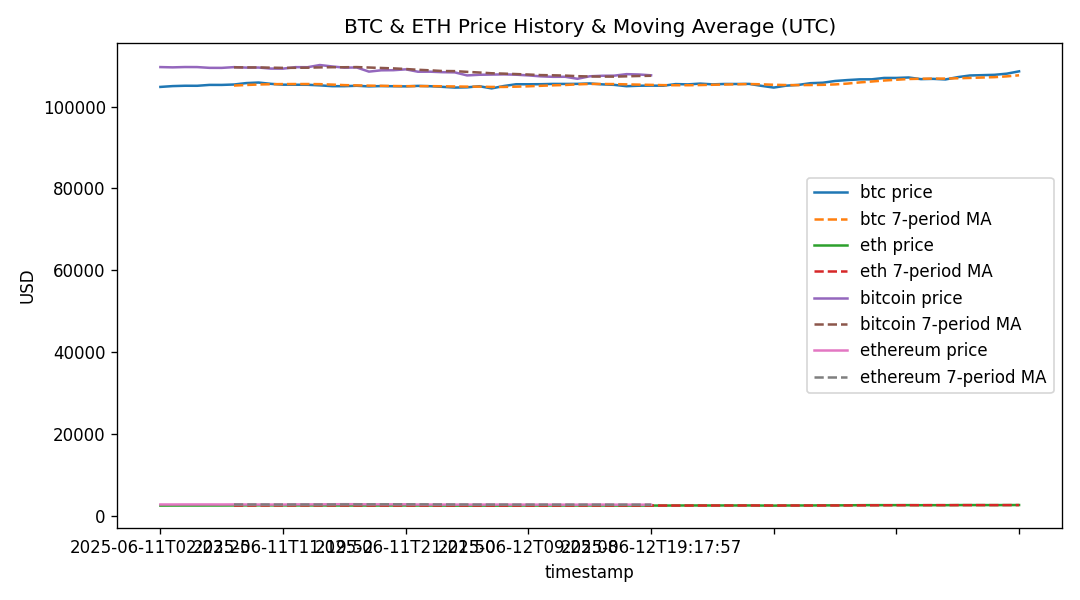 BTC & ETH Price History & Moving Average (UTC)
USD
100000
80000
60000
40000
20000
0
btc price
btc 7-period MA
eth price
eth 7-period MA
bitcoin price
bitcoin 7-period MA
ethereum price
ethereum 7-period MA
2025-06-11T02
06-12T19:17:57
timestamp